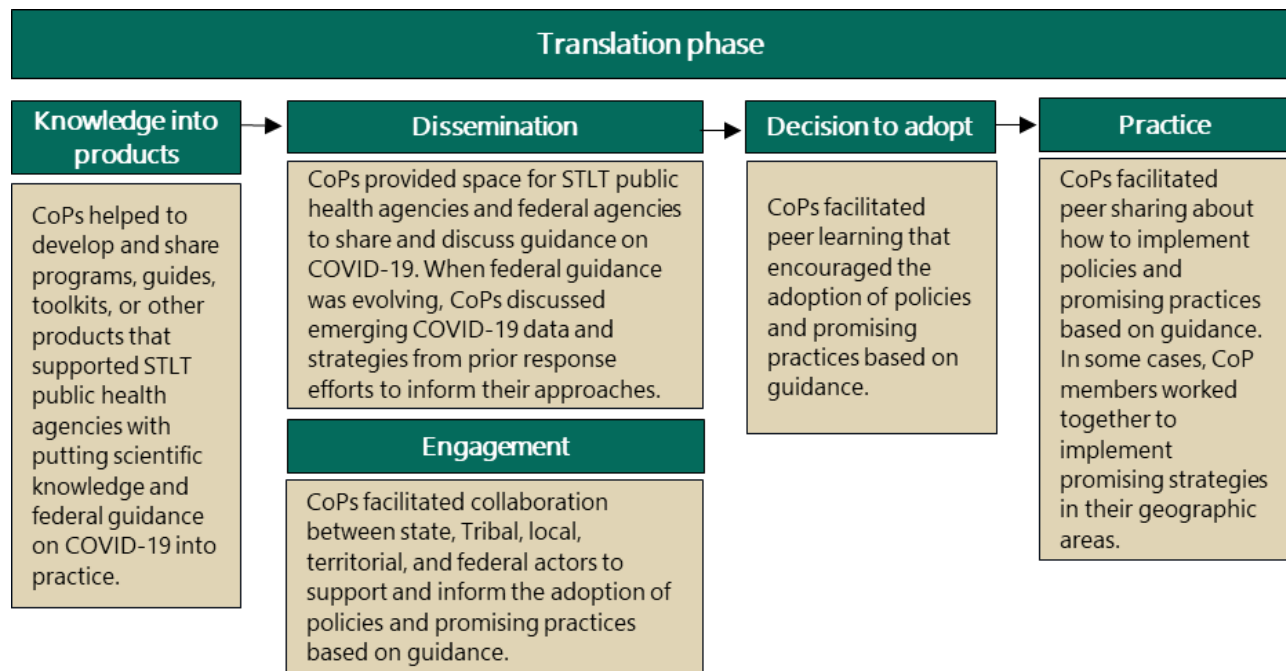 Translation phase
Knowledge into
products
CoPs helped to
develop and share
programs, guides,
toolkits, or other
products that
supported STLT
public health
agencies with
putting scientific
knowledge and
federal guidance
on COVID-19 into
practice.
Dissemination
CoPs provided space for STLT public
health agencies and federal agencies
to share and discuss guidance on
COVID-19. When federal guidance
was evolving, CoPs discussed
emerging COVID-19 data and
strategies from prior response
efforts to inform their approaches.
Engagement
CoPs facilitated collaboration
between state, Tribal, local,
territorial, and federal actors to
support and inform the adoption of
policies and promising practices
based on guidance.
Decision to adopt
CoPs facilitated
peer learning that
encouraged the
adoption of policies
and promising
practices based on
guidance.
Practice
CoPs facilitated
peer sharing about
how to implement
policies and
promising practices
based on guidance.
In some cases, CoP
members worked
together to
implement
promising strategies
in their geographic
areas.